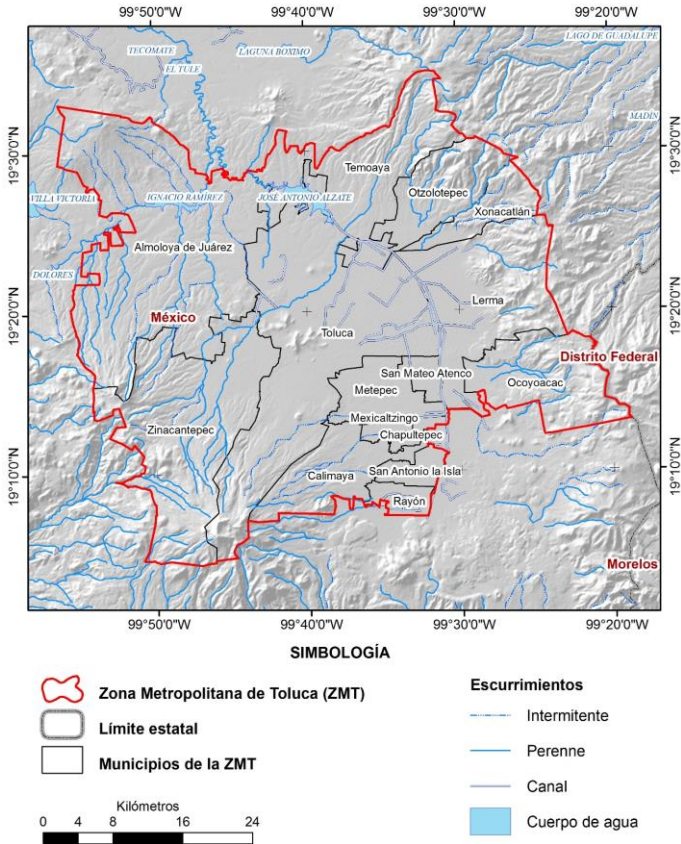 99°50'0"W 99°40'0"W 99°30'0"W 99°20'0"W
TECOMATE
LAGUNA BOXIMO
LAGO DE GUADALUPE
EL TULE
MADÍN
19°30'0"N
19°30'0"N
Temoaya
Otzolotepec
VILLA VICTORIA
IGNACIO RAMÍREZ
JOSÉ ANTONIO ALZATE
Xonacatlán
Almoloya de Juárez
DOLORES
Lerma
19°20'0"N
México
Toluca
19°20'0"N
Distrito Federal
San Mateo Atenco
Metepec
Ocoyoacac
Mexicaltzingo
Zinacantepec
Chapultepec
19°10'0"N
Calimaya
San Antonio la Isla
19°10'0"N
Rayón
Morelos
99°50'0"W 99°40'0"W 99°30'0"W 99°20'0"W
SIMBOLOGÍA
Zona Metropolitana de Toluca (ZMT)
Límite estatal
Municipios de la ZMT
Kilómetros
0 4 8 16 24
Escurrimientos
Intermitente
Perenne
Canal
Cuerpo de agua